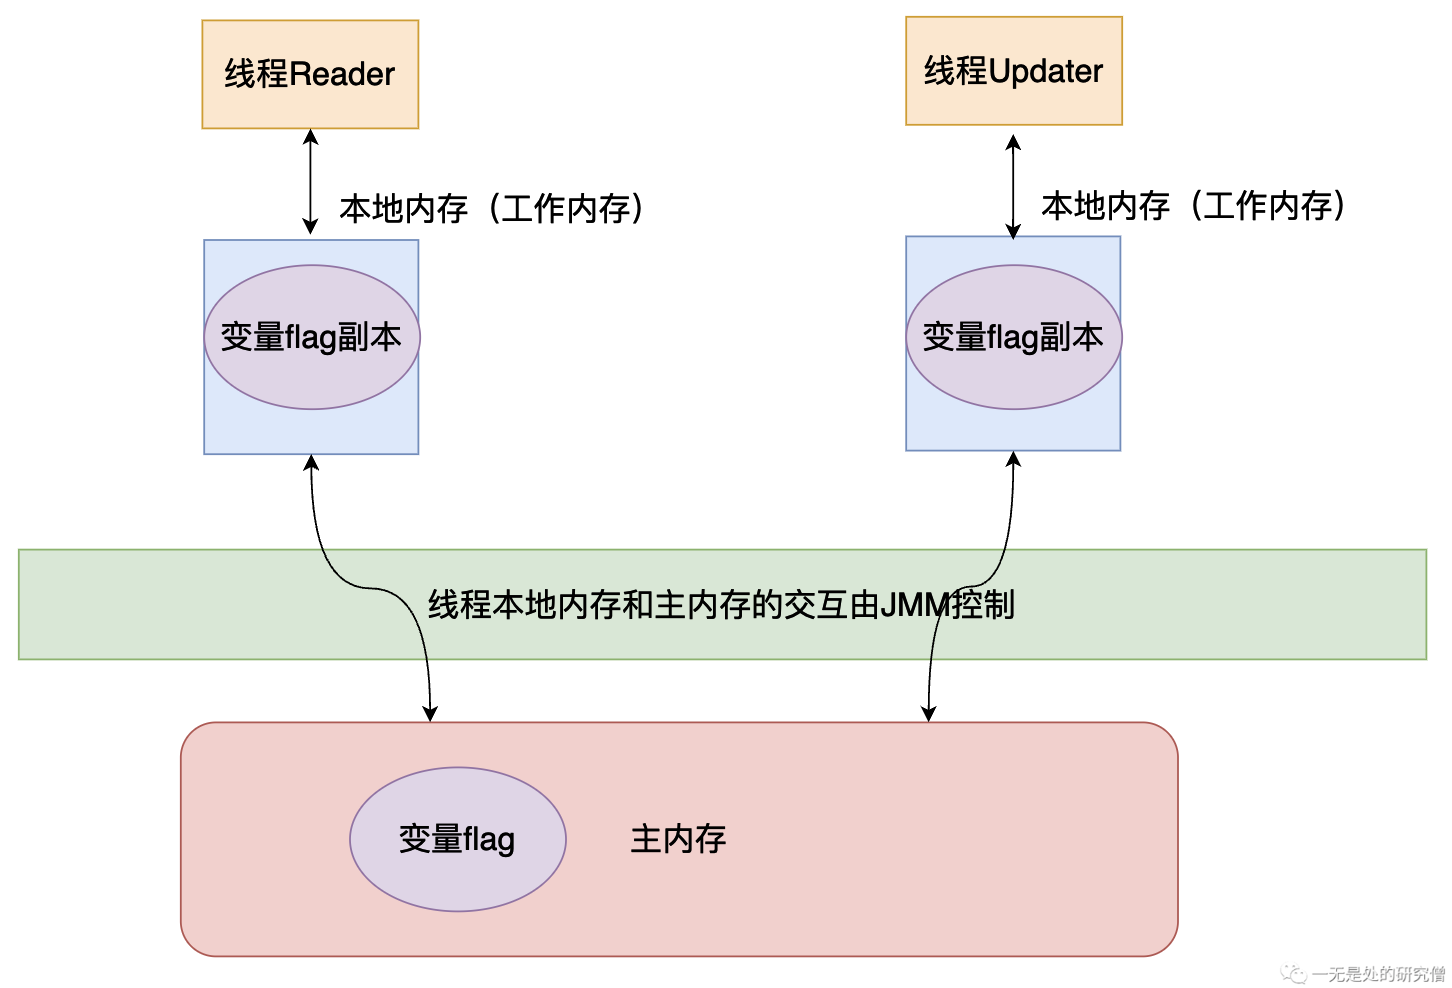 线程Reader
线程Updater
本地内存（工作内存）
本地内存（工作内存）
变量flag副本
变量flag副本
线程本地内存和主内存的交互由JMM控制
变量flag
主内存
一无是处的研究僧